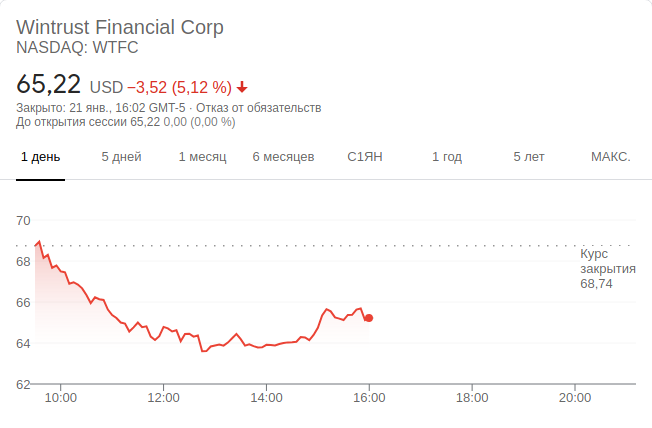 Wintrust Financial Corp
NASDAQ: WTFC
65,22 USD −3,52 (5,12 %)
Закрыто: 21 янв., 16:02 GMT-5 · Отказ от обязательств
До открытия сессии 65,22 0,00 (0,00 %)
1 день 5 дней 1 месяц 6 месяцев С1ЯН 1 год 5 лет МАКС.
70
Курс
закрытия
68,74
68
66
64
62
10:00 12:00 14:00 16:00 18:00 20:00